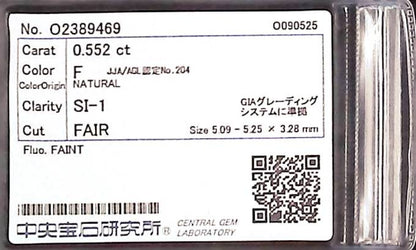 No. O2389469 O090525
Carat 0.552 ct
Color F JJA/AGL認定No.204
ColorOrigin NATURAL
Clarity SI-1 GIAグレーディング
システムに準拠
Cut FAIR Size 5.09 - 5.25 × 3.28 mm
Fluo. FAINT
中央宝石研究所® CENTRAL GEM
LABORATORY